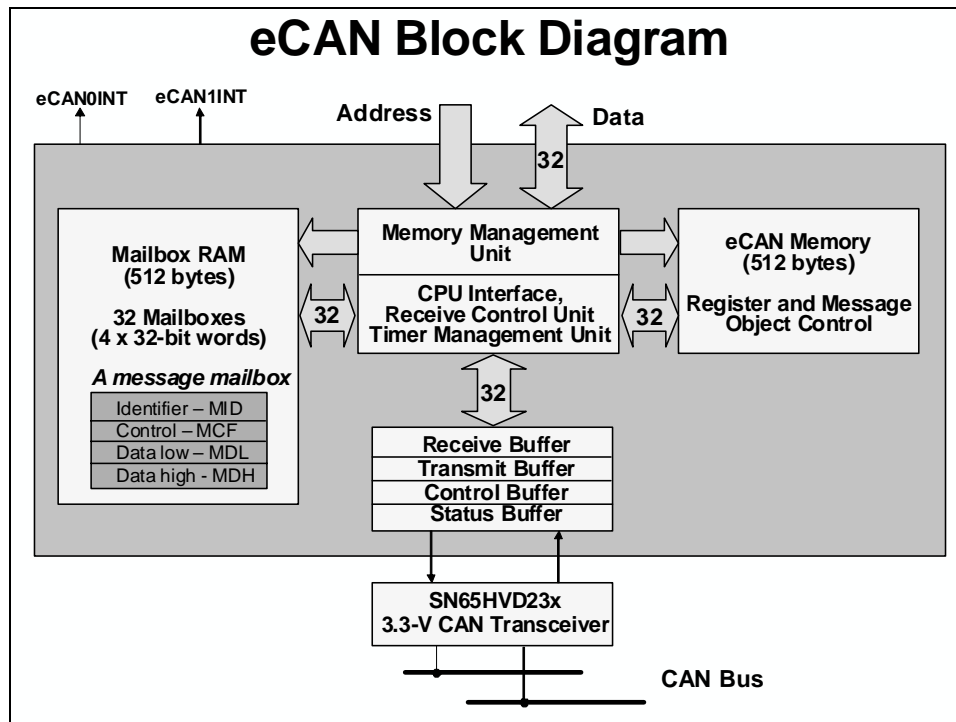 eCAN Block Diagram
eCAN0INT
eCAN1INT
Address
Data
32
Mailbox RAM
(512 bytes)
32 Mailboxes
(4 x 32-bit words)
A message mailbox
Identifier – MID
Control – MCF
Data low – MDL
Data high - MDH
32
Memory Management
Unit
CPU Interface,
Receive Control Unit
Timer Management Unit
32
eCAN Memory
(512 bytes)
Register and Message
Object Control
32
Receive Buffer
Transmit Buffer
Control Buffer
Status Buffer
SN65HVD23x
3.3-V CAN Transceiver
CAN Bus